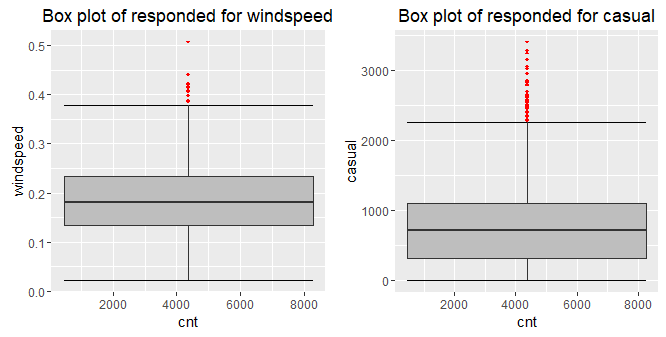 Box plot of responded for windspeed
0.5
0.4
0.3
0.2
0.1
0.0
windspeed
2000 4000 6000 8000
cnt
Box plot of responded for casual
3000
2000
1000
0
casual
2000 4000 6000 8000
cnt